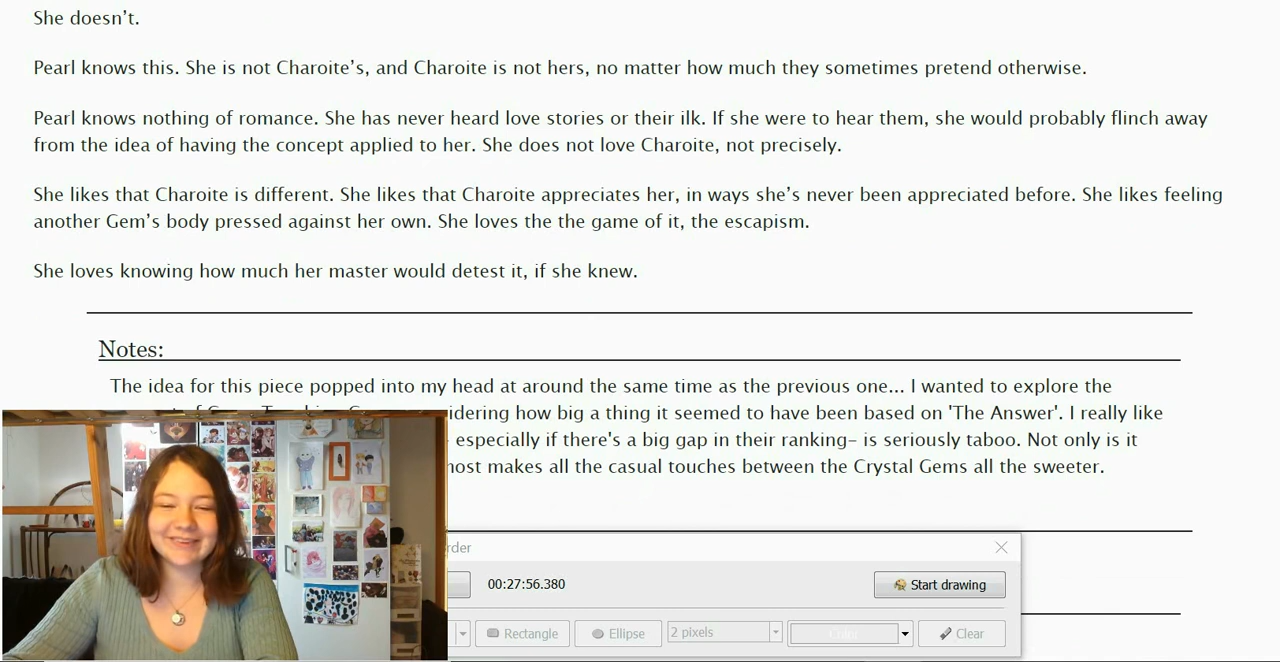 She doesn't.
Pearl knows this. She is not Charoite's, and Charoite is not hers, no matter how much they sometimes pretend otherwise.
Pearl knows nothing of romance. She has never heard love stories or their ilk. If she were to hear them, she would probably flinch away
from the idea of having the concept applied to her. She does not love Charoite, not precisely.
She likes that Charoite is different. She likes that Charoite appreciates her, in ways she's never been appreciated before. She likes feeling
another Gem's body pressed against her own. She loves the the game of it, the escapism.
She loves knowing how much her master would detest it, if she knew.
Notes:
The idea for this piece popped into my head at around the same time as the previous one... I wanted to explore the
how big a thing it seemed to have been based on 'The Answer'. I really like
especially if there's a big gap in their ranking– is seriously taboo. Not only is it
makes all the casual touches between the Crystal Gems all the sweeter.
00:27:56.380
Start drawing
Rectangle
Ellipse
2 pixels
Color
Clear